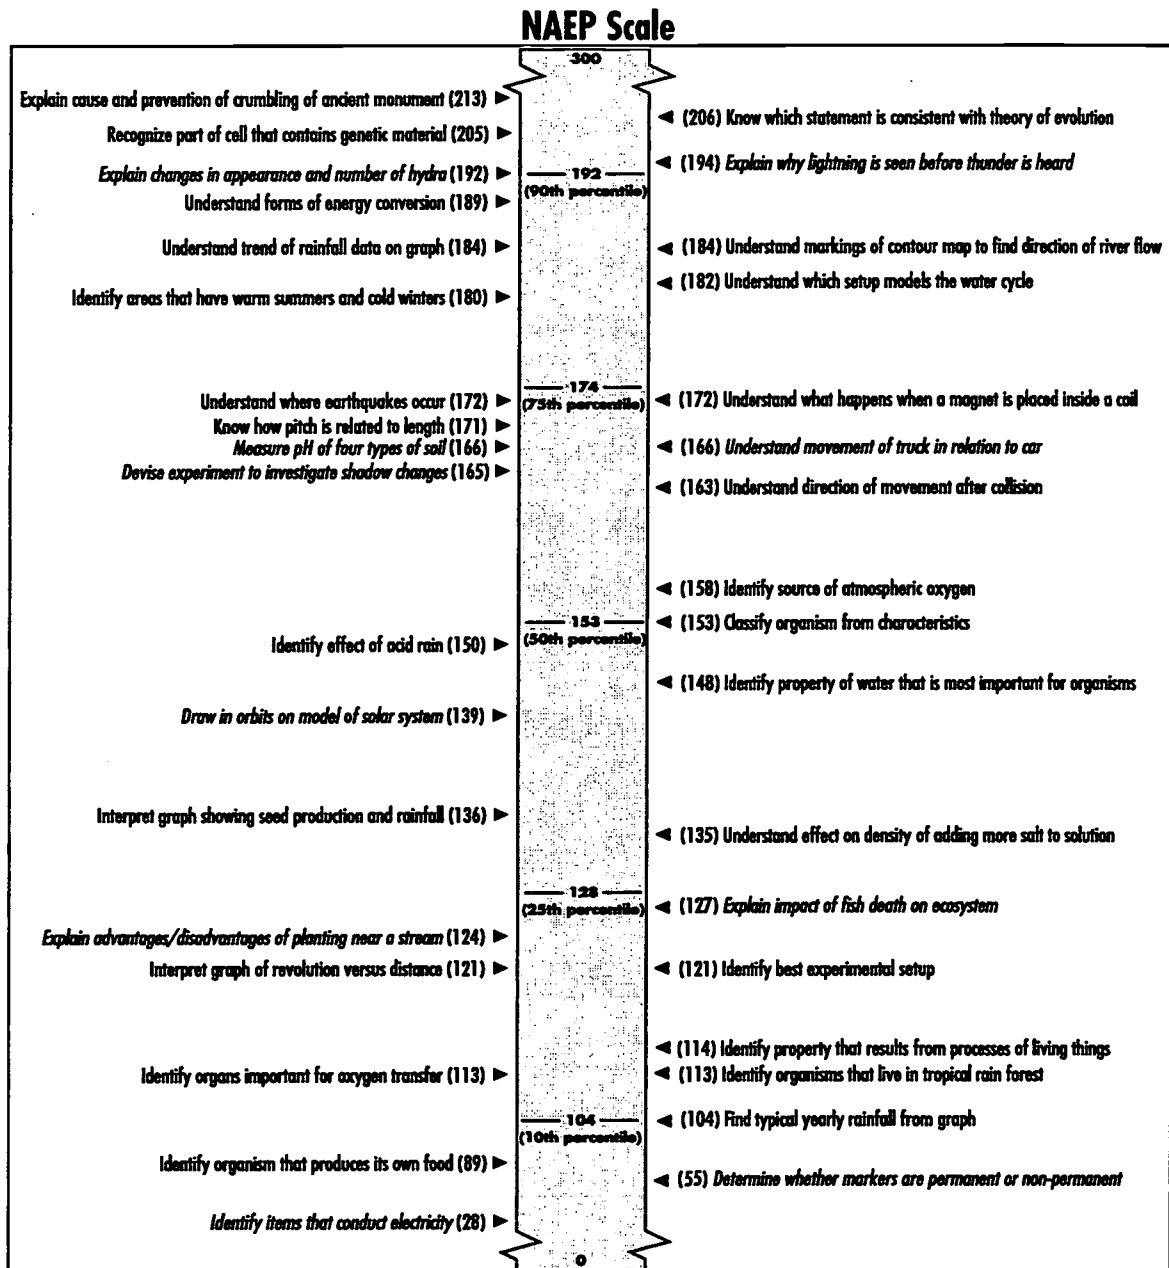 NAEP Scale
300
Explain cause and prevention of crumbling of ancient monument (213) ►
◄ (206) Know which statement is consistent with theory of evolution
Recognize part of cell that contains genetic material (205) ►
◄ (194) Explain why lightning is seen before thunder is heard
Explain changes in appearance and number of hydra (192) ►
192
(90th percentile)
Understand forms of energy conversion (189) ►
Understand trend of rainfall data on graph (184) ►
◄ (184) Understand markings of contour map to find direction of river flow
◄ (182) Understand which setup models the water cycle
Identify areas that have warm summers and cold winters (180) ►
174
(75th percentile)
Understand where earthquakes occur (172) ►
◄ (172) Understand what happens when a magnet is placed inside a coil
Know how pitch is related to length (171) ►
Measure pH of four types of soil (166) ►
◄ (166) Understand movement of truck in relation to car
Devise experiment to investigate shadow changes (165) ►
◄ (163) Understand direction of movement after collision
◄ (158) Identify source of atmospheric oxygen
153
(50th percentile)
◄ (153) Classify organism from characteristics
Identify effect of acid rain (150) ►
◄ (148) Identify property of water that is most important for organisms
Draw in orbits on model of solar system (139) ►
Interpret graph showing seed production and rainfall (136) ►
◄ (135) Understand effect on density of adding more salt to solution
128
(25th percentile)
◄ (127) Explain impact of fish death on ecosystem
Explain advantages/disadvantages of planting near a stream (124) ►
Interpret graph of revolution versus distance (121) ►
◄ (121) Identify best experimental setup
◄ (114) Identify property that results from processes of living things
Identify organs important for oxygen transfer (113) ►
◄ (113) Identify organisms that live in tropical rain forest
104
(10th percentile)
◄ (104) Find typical yearly rainfall from graph
Identify organism that produces its own food (89) ►
◄ (55) Determine whether markers are permanent or non-permanent
Identify items that conduct electricity (28) ►
0